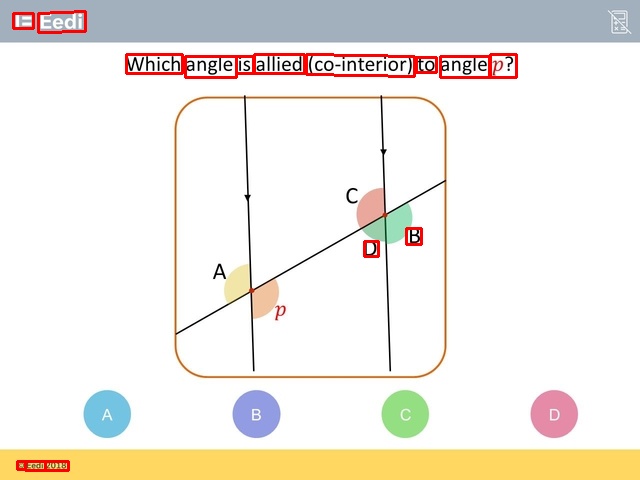 Eedi
Which angle is allied (co-interior) to angle p?
C
B
D
A
p
A B C D
© Eedi 2018